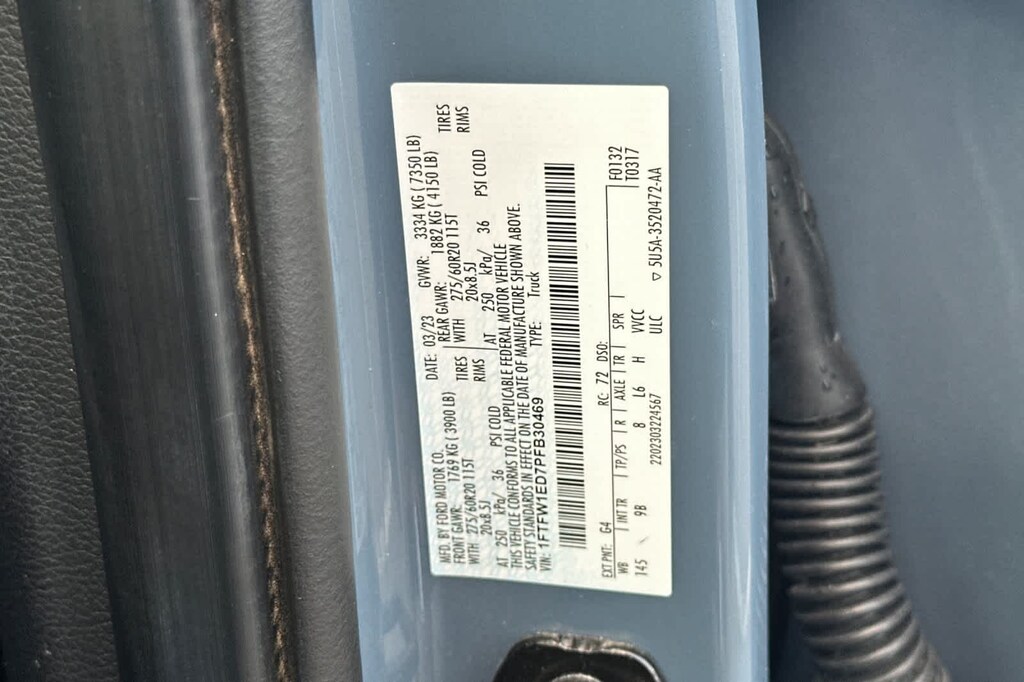 MFD. BY FORD MOTOR CO. DATE: 03/23 GVWR: 3334 KG ( 7350 LB)
FRONT GAWR: 1769 KG ( 3900 LB) REAR GAWR: 1882 KG ( 4150 LB)
WITH 275/60R20 115T TIRES WITH 275/60R20 115T TIRES
20x8.5J RIMS 20x8.5J RIMS
AT 250 kPa/ 36 PSI COLD AT 250 kPa/ 36 PSI COLD
THIS VEHICLE CONFORMS TO ALL APPLICABLE FEDERAL MOTOR VEHICLE
SAFETY STANDARDS IN EFFECT ON THE DATE OF MANUFACTURE SHOWN ABOVE.
VIN: 1FTFW1ED7PFB30469 TYPE: Truck
EXT PNT: G4 RC: 72 DSO: F0132
WB INT TR TP/PS R AXLE TR SPR T0317
145 9B 8 L6 H VVCC
2202303224567 ULC ▽ 5U5A-3520472-AA